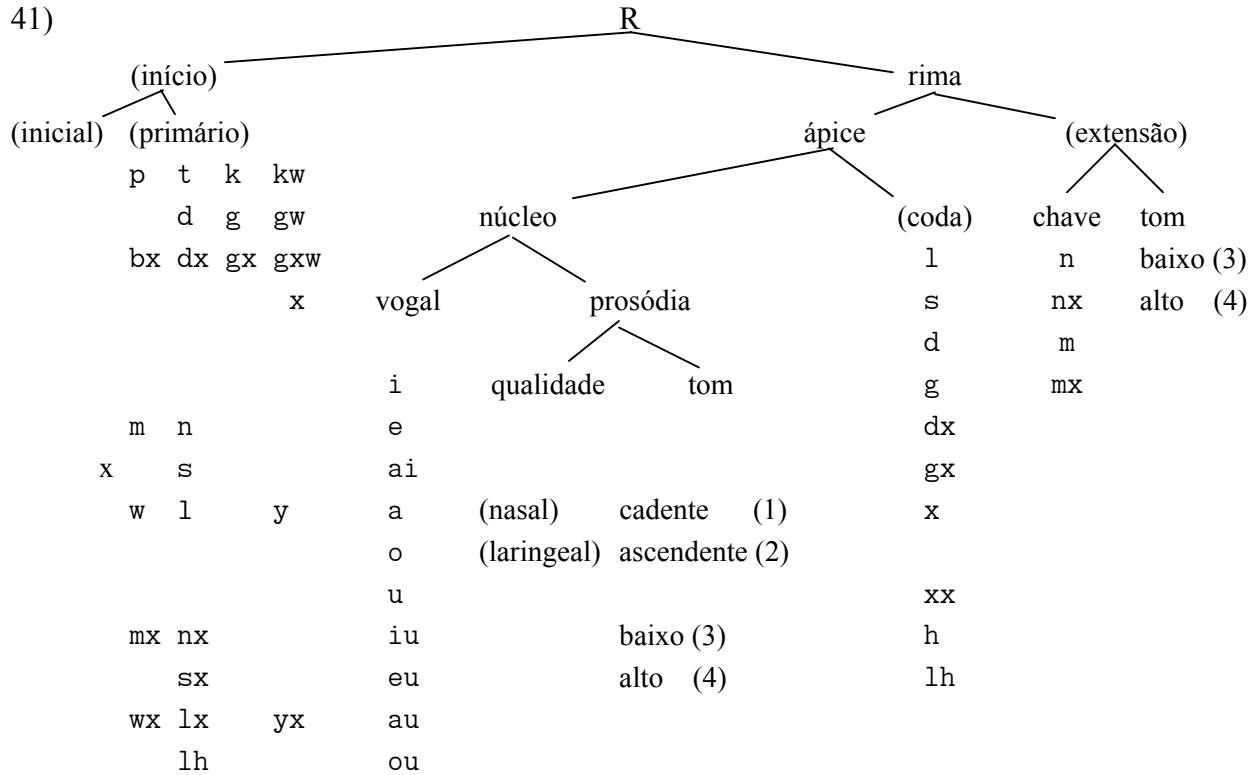 41) R
(início) rima
(inicial) (primário) ápice (extensão)
p t k kw
d g gw núcleo (coda) chave tom
bx dx gx gxw l n baixo (3)
x vogal prosódia s nx alto (4)
d m
i qualidade tom g mx
m n e dx
x s ai gx
w l y a (nasal) cadente (1) x
o (laringeal) ascendente (2)
u xx
mx nx iu baixo (3) h
sx eu alto (4) lh
wx lx yx au
lh ou